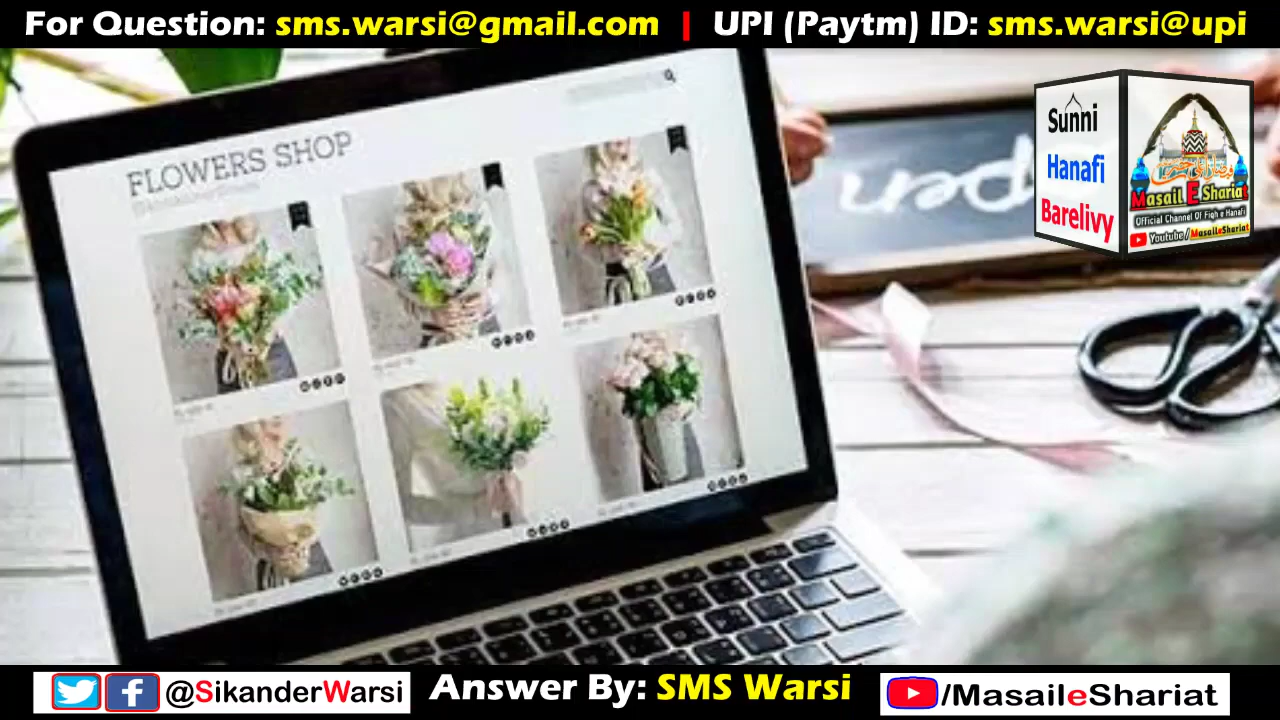 For Question: sms.warsi@gmail.com | UPI (Paytm) ID: sms.warsi@upi
FLOWERS SHOP
open
Sunni
Hanafi
Barelivy
Masail E Shariat
Official Channel Of Fiqh e Hanafi
Youtube/MasaileShariat
@SikanderWarsi
Answer By: SMS Warsi
/MasaileShariat